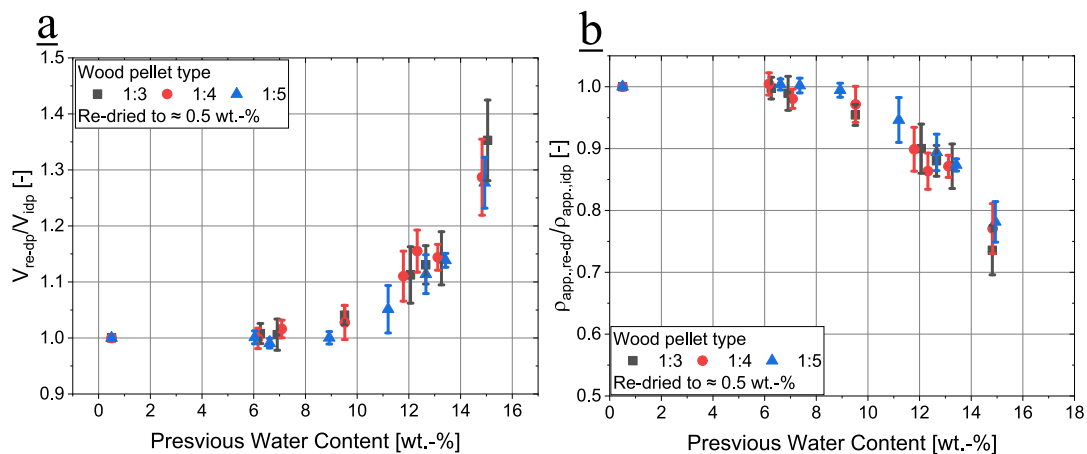 a
1.5
1.4
1.3
1.2
1.1
1.0
0.9
V_re-dp/V_idp [-]
Wood pellet type
1:3 1:4 1:5
Re-dried to ≈ 0.5 wt.-%
0 2 4 6 8 10 12 14 16
Presvious Water Content [wt.-%]
b
1.0
0.9
0.8
0.7
0.6
0.5
ρ_app.,re-dp/ρ_app.,idp [-]
Wood pellet type
1:3 1:4 1:5
Re-dried to ≈ 0.5 wt.-%
0 2 4 6 8 10 12 14 16 18
Presvious Water Content [wt.-%]